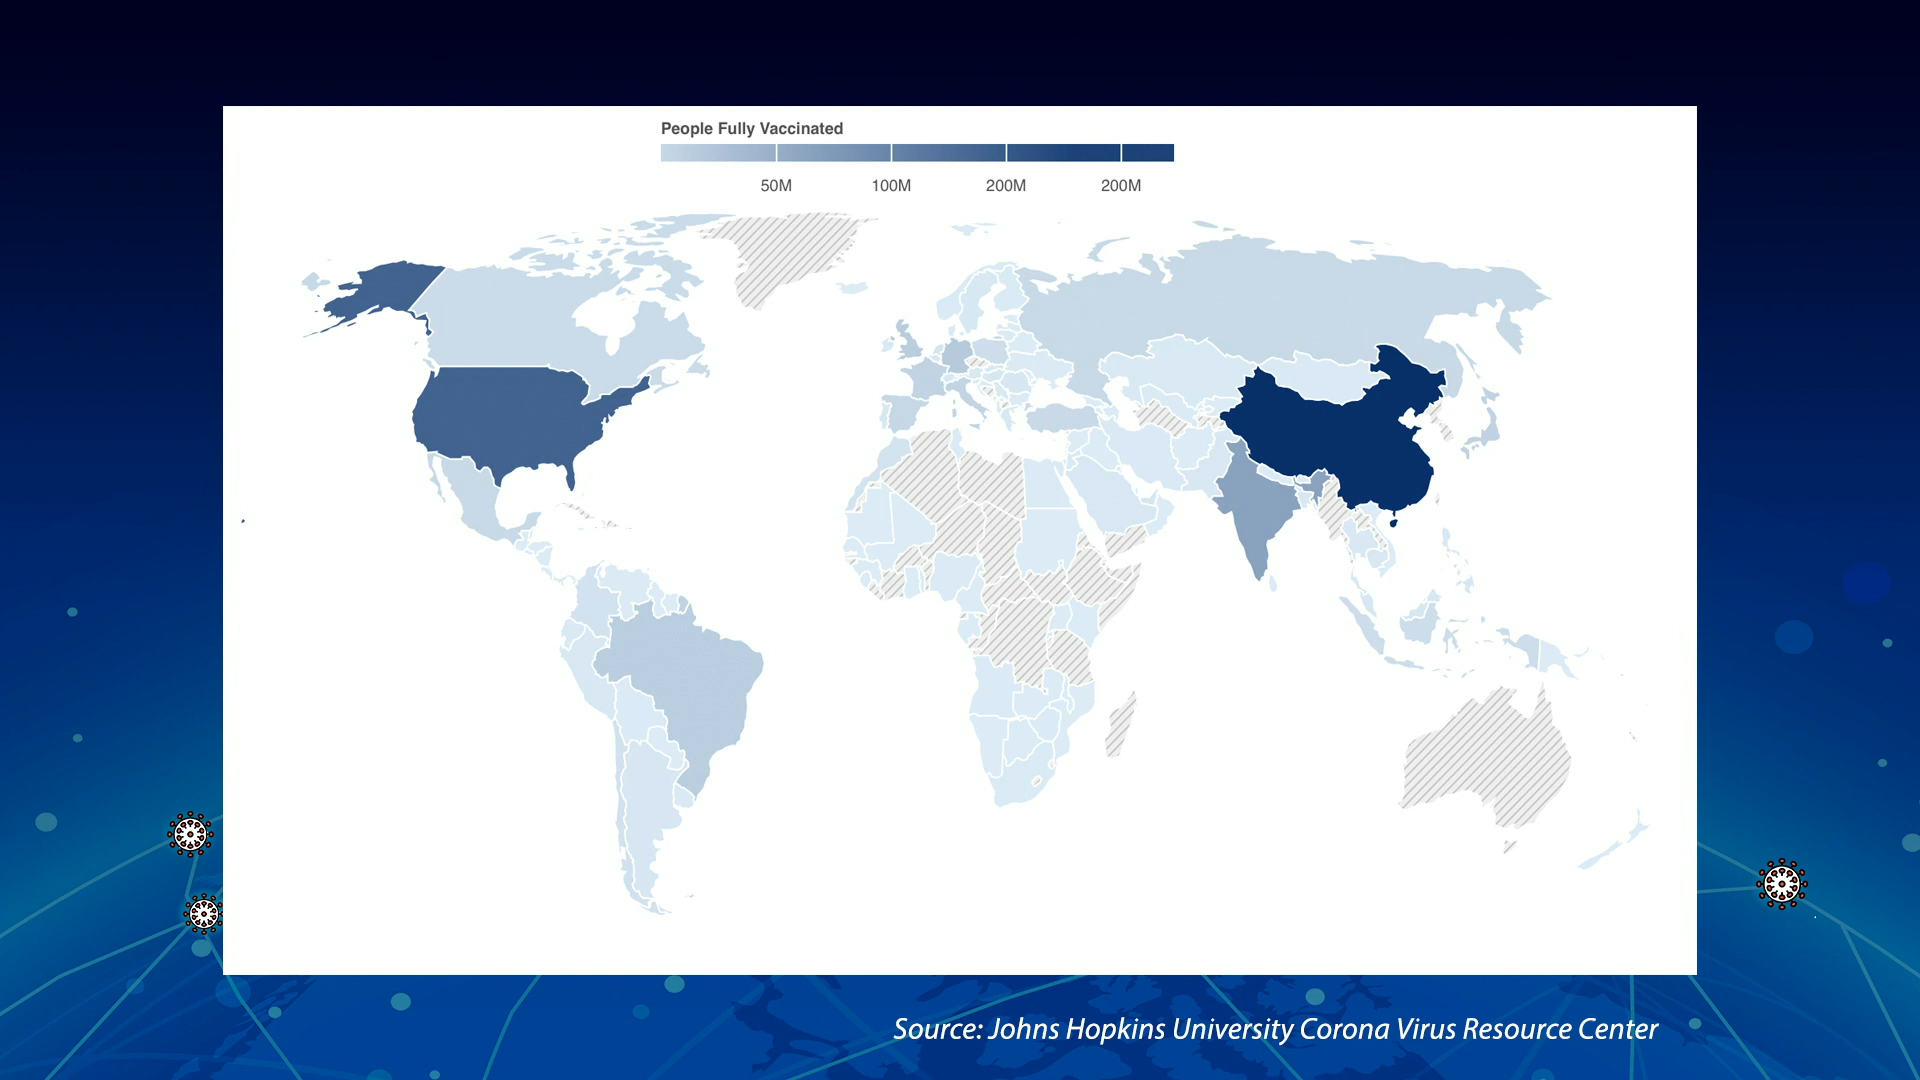 People Fully Vaccinated
50M 100M 200M 200M
Source: Johns Hopkins University Corona Virus Resource Center